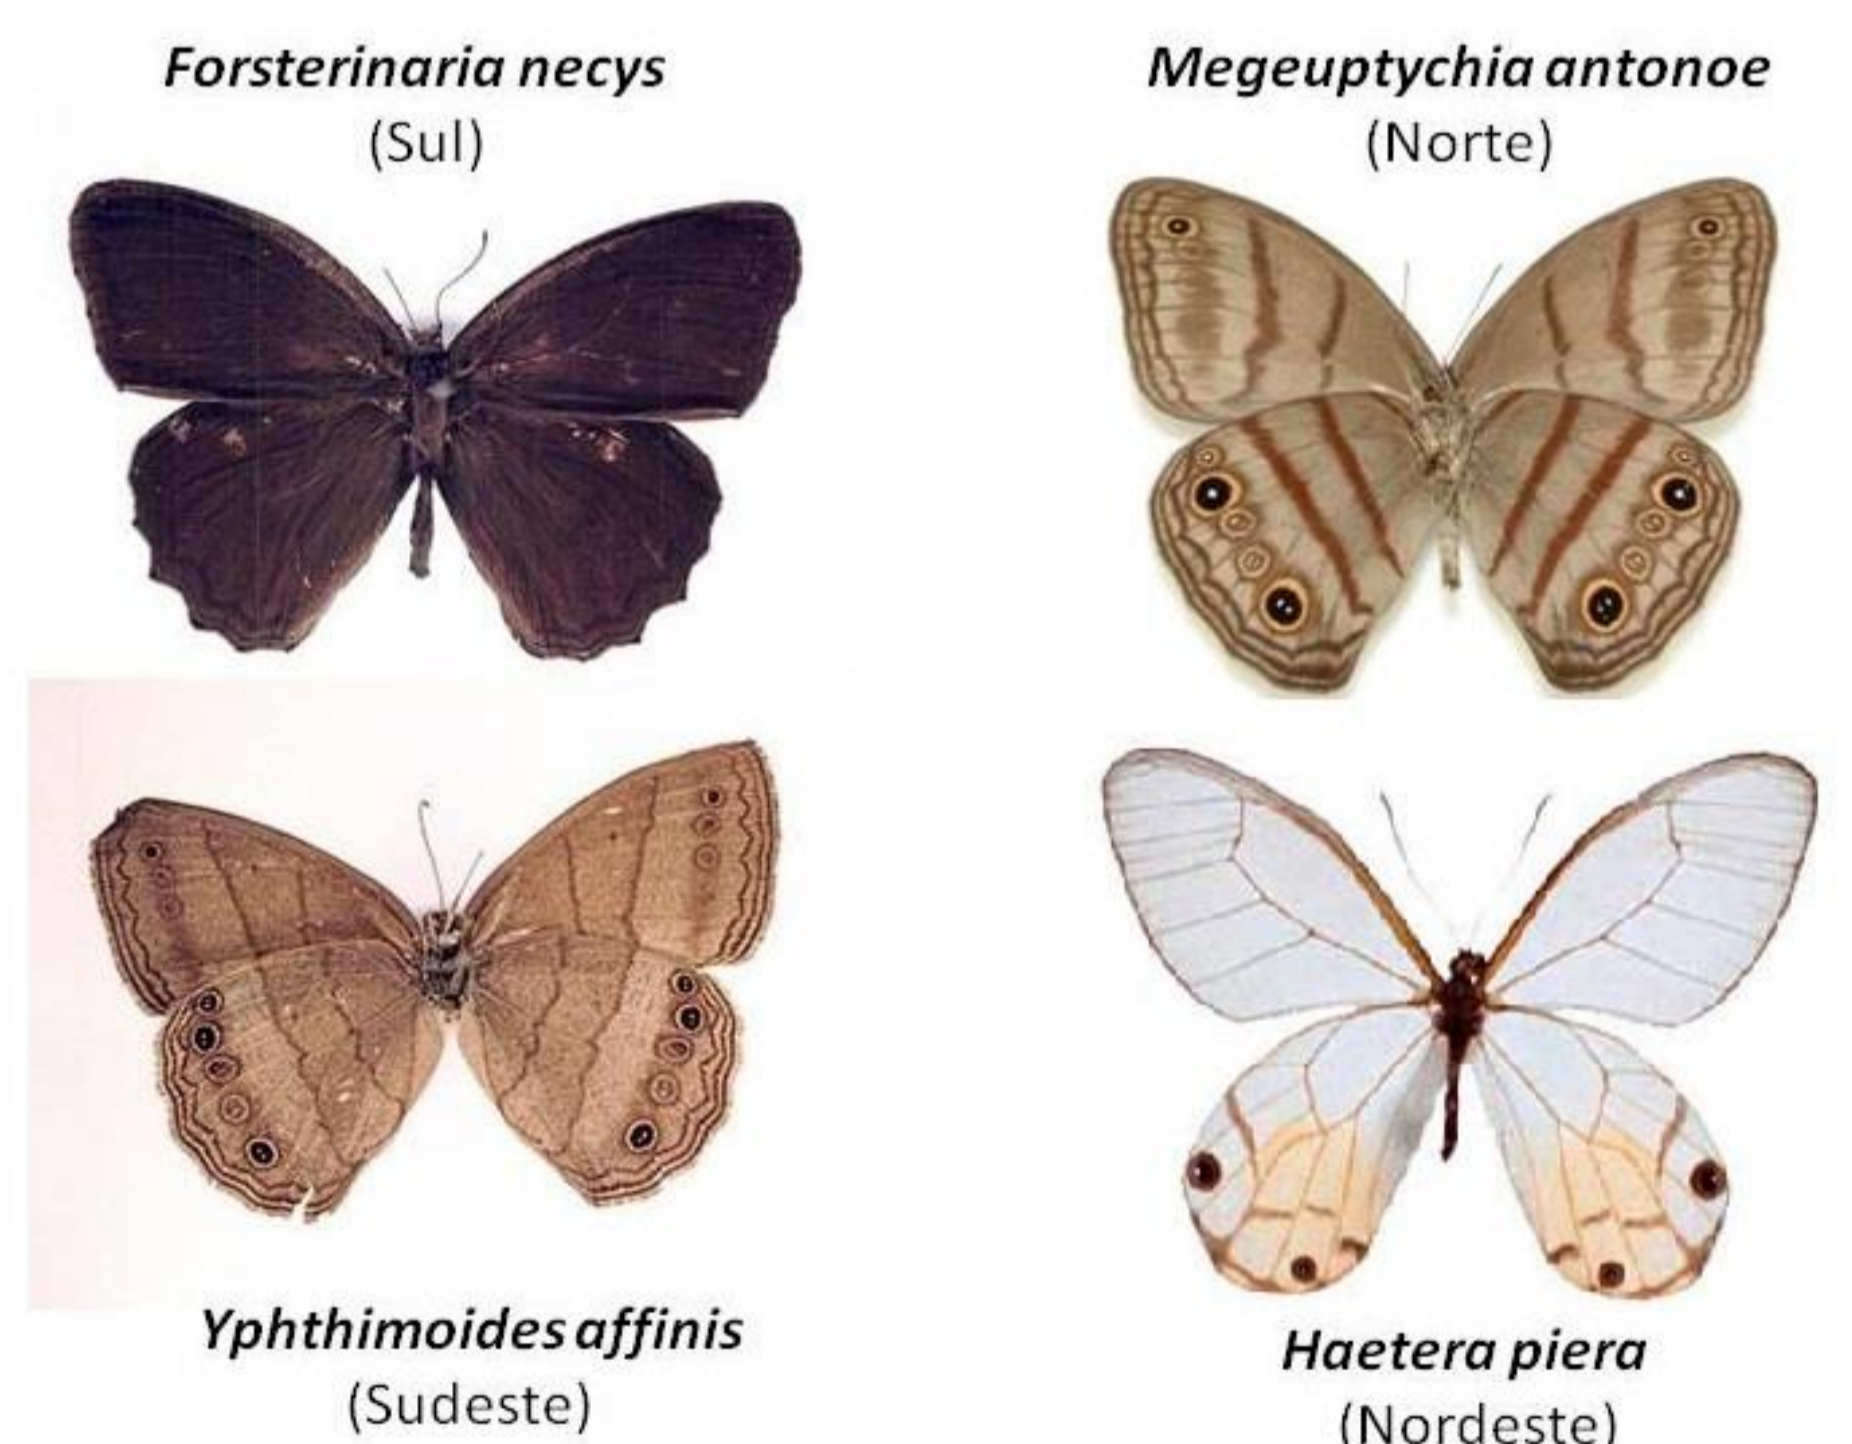 Forsterinaria necys
(Sul)
Megeuptychia antonoe
(Norte)
Yphthimoides affinis
(Sudeste)
Haetera piera
(Nordeste)